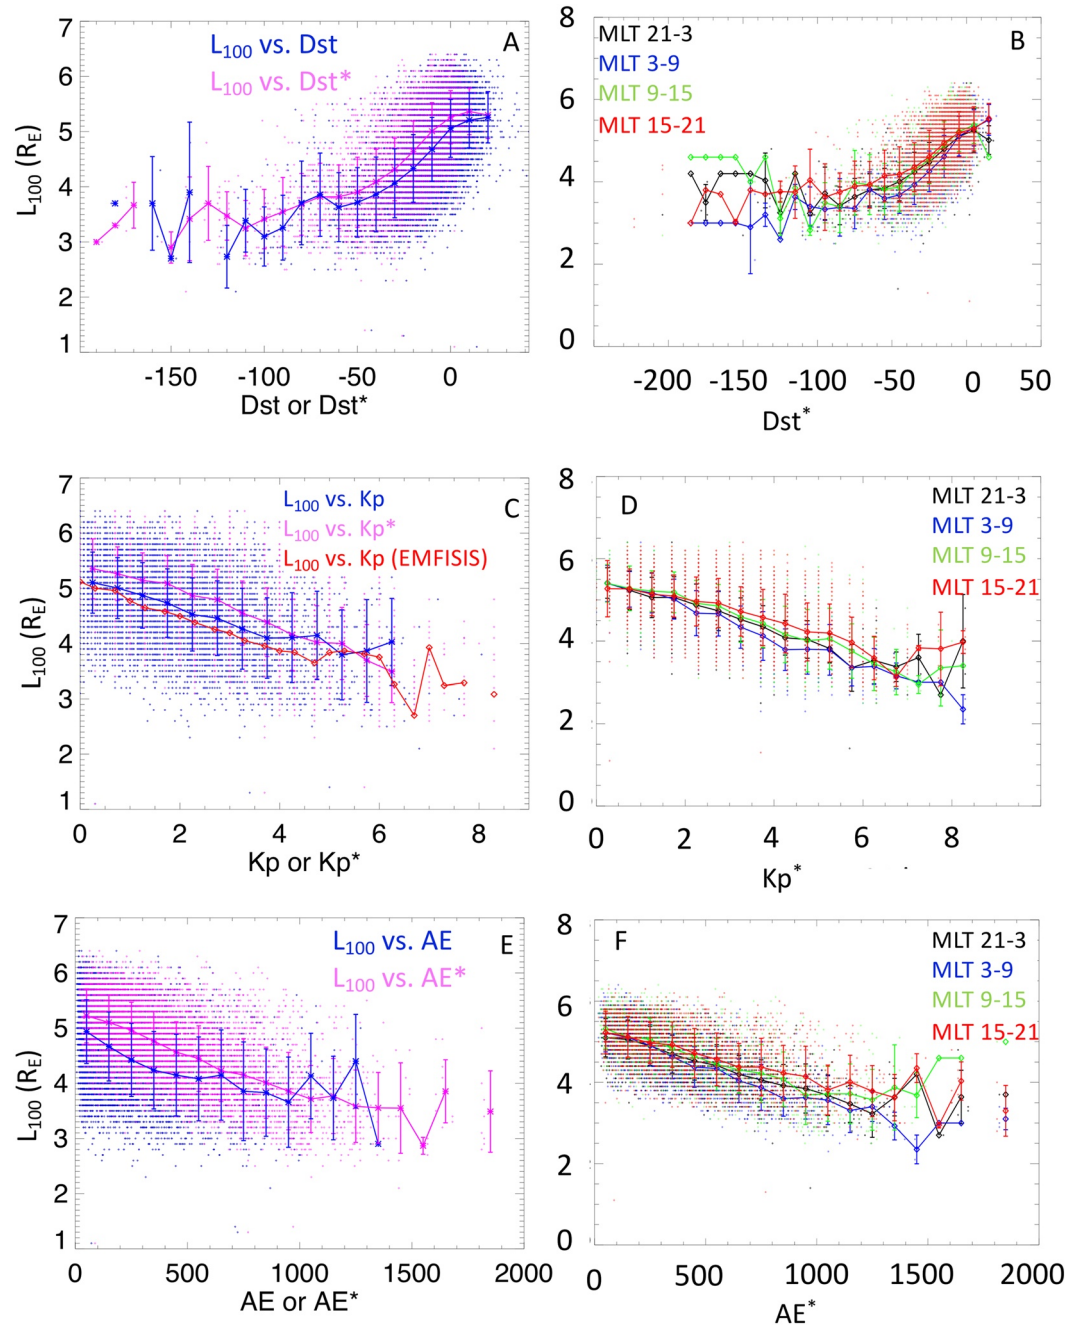 A
L100 vs. Dst
L100 vs. Dst*
7
6
5
4
3
2
1
L100 (RE)
-150 -100 -50 0
Dst or Dst*
B
MLT 21-3
MLT 3-9
MLT 9-15
MLT 15-21
8
6
4
2
0
-200 -150 -100 -50 0 50
Dst*
C
L100 vs. Kp
L100 vs. Kp*
L100 vs. Kp (EMFISIS)
7
6
5
4
3
2
1
L100 (RE)
0 2 4 6 8
Kp or Kp*
D
MLT 21-3
MLT 3-9
MLT 9-15
MLT 15-21
8
6
4
2
0
0 2 4 6 8
Kp*
E
L100 vs. AE
L100 vs. AE*
7
6
5
4
3
2
1
L100 (RE)
0 500 1000 1500 2000
AE or AE*
F
MLT 21-3
MLT 3-9
MLT 9-15
MLT 15-21
8
6
4
2
0
0 500 1000 1500 2000
AE*